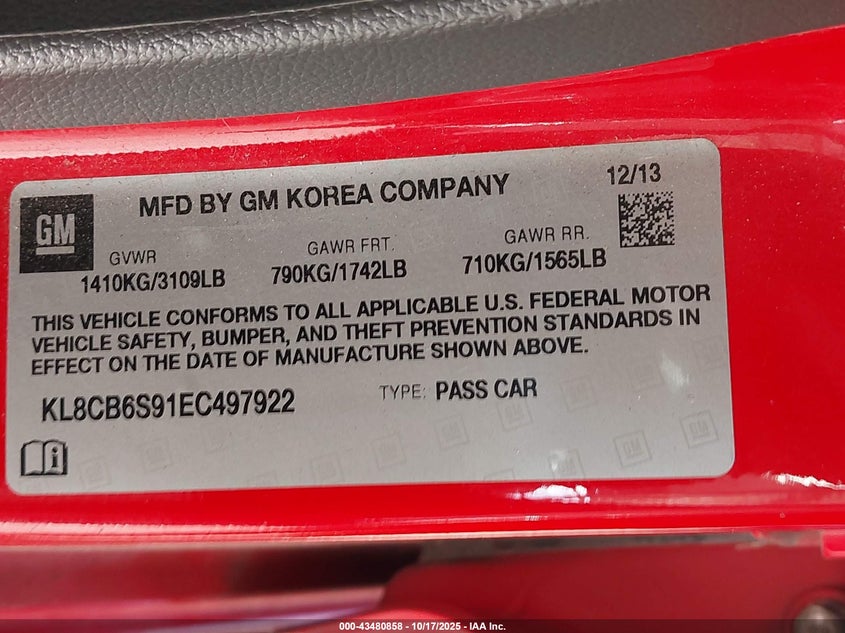 MFD BY GM KOREA COMPANY
12/13
GM
GVWR
GAWR FRT.
GAWR RR.
1410KG/3109LB
790KG/1742LB
710KG/1565LB
THIS VEHICLE CONFORMS TO ALL APPLICABLE U.S. FEDERAL MOTOR
VEHICLE SAFETY, BUMPER, AND THEFT PREVENTION STANDARDS IN
EFFECT ON THE DATE OF MANUFACTURE SHOWN ABOVE.
KL8CB6S91EC497922
TYPE: PASS CAR
000-43480858 - 10/17/2025 - IAA Inc.